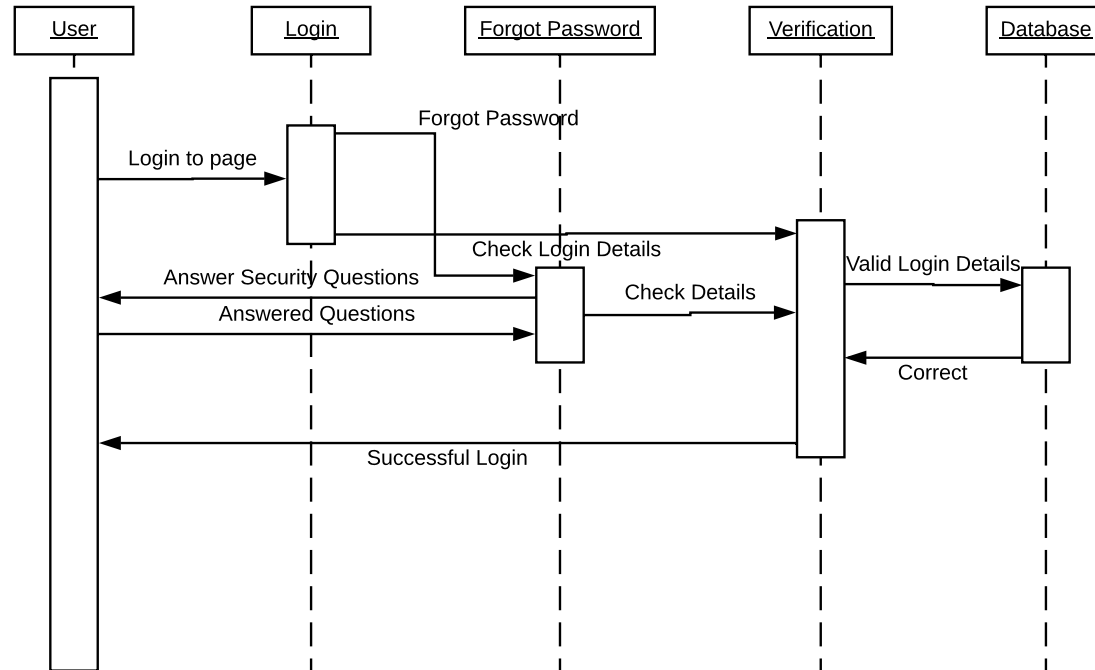 User
Login
Forgot Password
Verification
Database
Forgot Password
Login to page
Check Login Details
Valid Login Details
Answer Security Questions
Check Details
Answered Questions
Correct
Successful Login